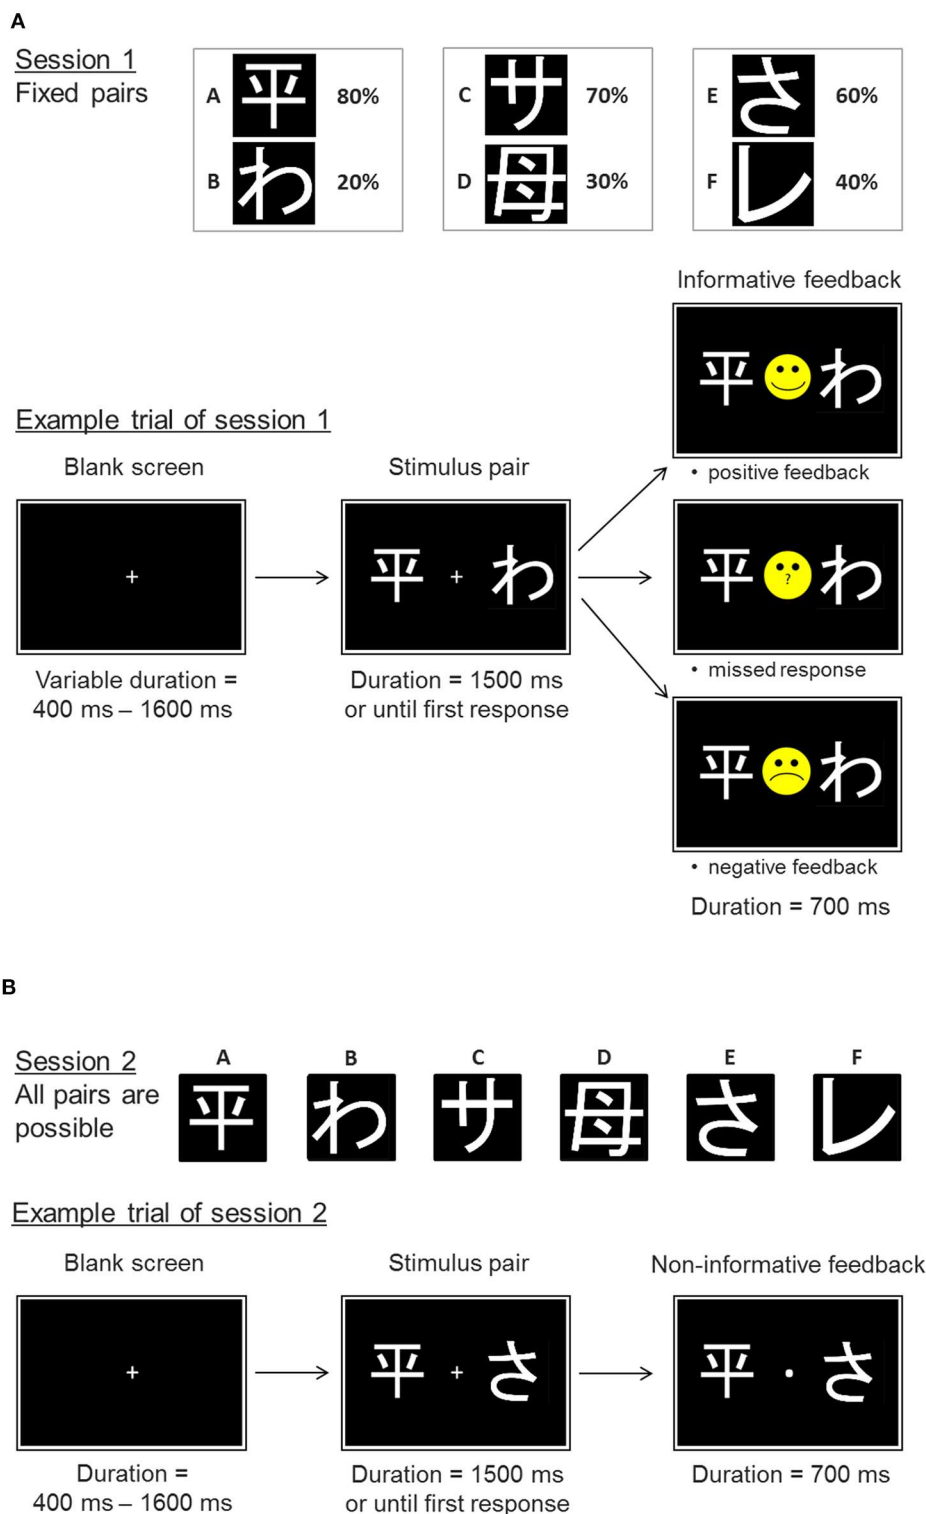 A
Session 1
Fixed pairs
A 平 80%
B わ 20%
C サ 70%
D 母 30%
E さ 60%
F レ 40%
Informative feedback
平 わ
• positive feedback
Example trial of session 1
Blank screen
+
Variable duration =
400 ms – 1600 ms
Stimulus pair
平 + わ
Duration = 1500 ms
or until first response
平 ? わ
• missed response
平 わ
• negative feedback
Duration = 700 ms
B
Session 2
All pairs are
possible
A B C D E F
平 わ サ 母 さ レ
Example trial of session 2
Blank screen
+
Duration =
400 ms – 1600 ms
Stimulus pair
平 + さ
Duration = 1500 ms
or until first response
Non-informative feedback
平 · さ
Duration = 700 ms